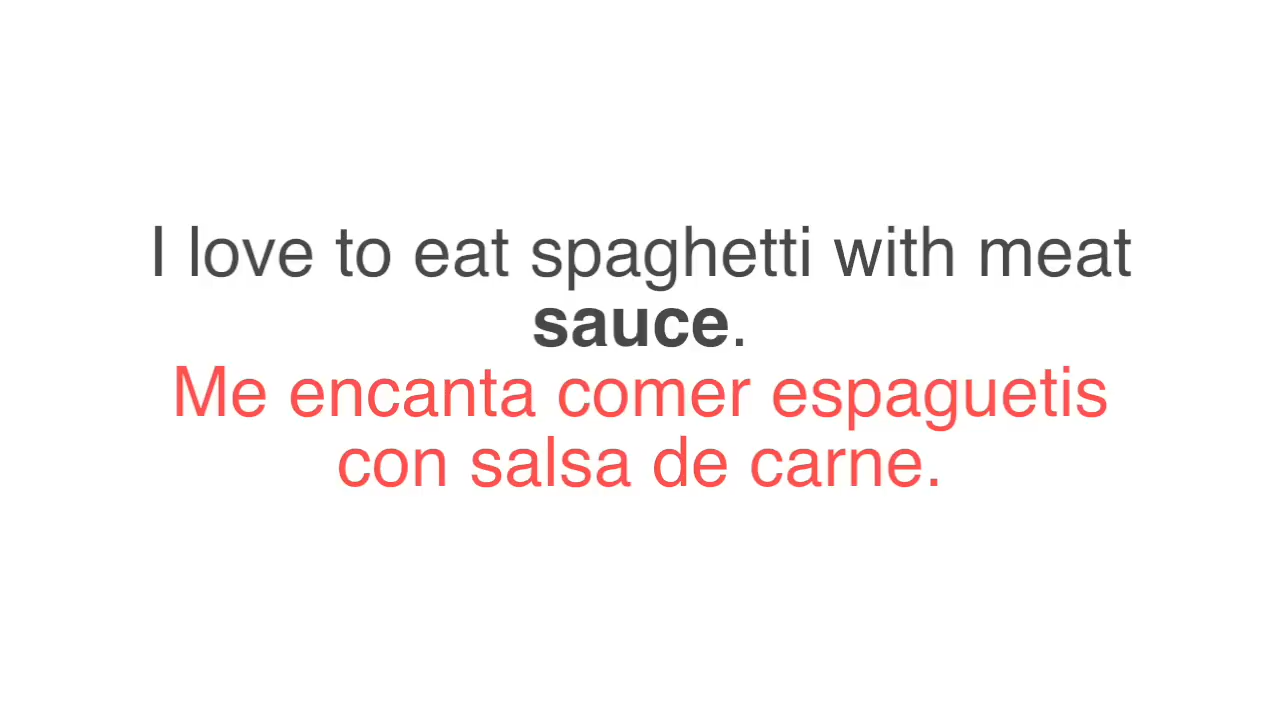 I love to eat spaghetti with meat
sauce.
Me encanta comer espaguetis
con salsa de carne.